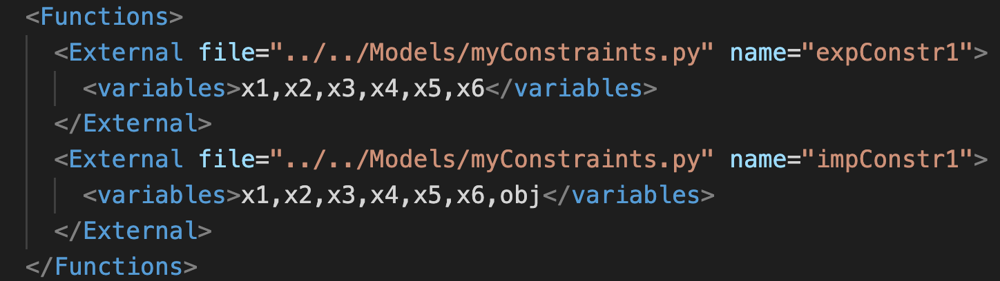 <Functions>
<External file="../../Models/myConstraints.py" name="expConstr1">
<variables>x1,x2,x3,x4,x5,x6</variables>
</External>
<External file="../../Models/myConstraints.py" name="impConstr1">
<variables>x1,x2,x3,x4,x5,x6,obj</variables>
</External>
</Functions>